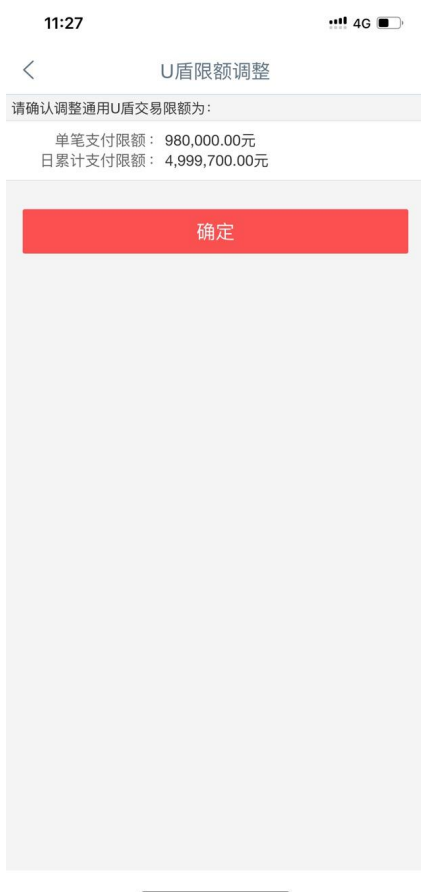 11:27
4G
U盾限额调整
请确认调整通用U盾交易限额为：
单笔支付限额： 980,000.00元
日累计支付限额： 4,999,700.00元
确定